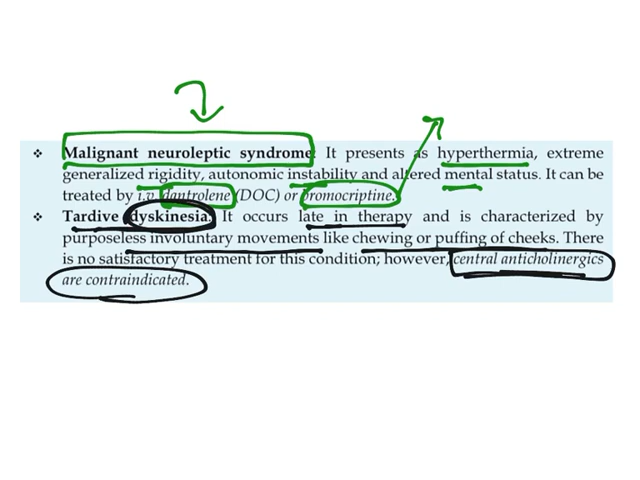 ❖ Malignant neuroleptic syndrome: It presents as hyperthermia, extreme
generalized rigidity, autonomic instability and altered mental status. It can be
treated by i.v. dantrolene (DOC) or bromocriptine.
❖ Tardive dyskinesia. It occurs late in therapy and is characterized by
purposeless involuntary movements like chewing or puffing of cheeks. There
is no satisfactory treatment for this condition; however, central anticholinergics
are contraindicated.